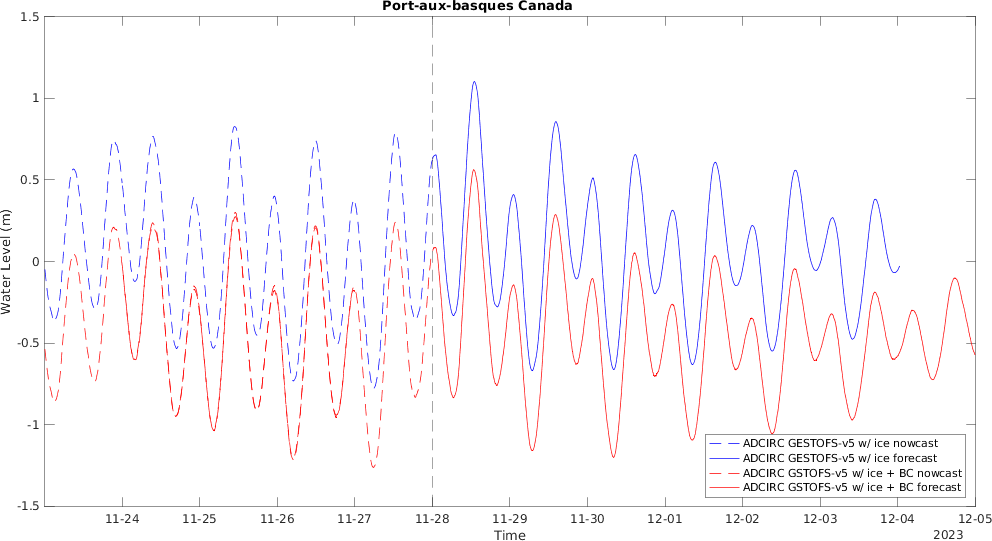 Port-aux-basques Canada
1.5
1
0.5
0
-0.5
-1
-1.5
Water Level (m)
ADCIRC GESTOFS-v5 w/ ice nowcast
ADCIRC GESTOFS-v5 w/ ice forecast
ADCIRC GSTOFS-v5 w/ ice + BC nowcast
ADCIRC GSTOFS-v5 w/ ice + BC forecast
11-24 11-25 11-26 11-27 11-28 11-29 11-30 12-01 12-02 12-03 12-04 12-05
Time
2023